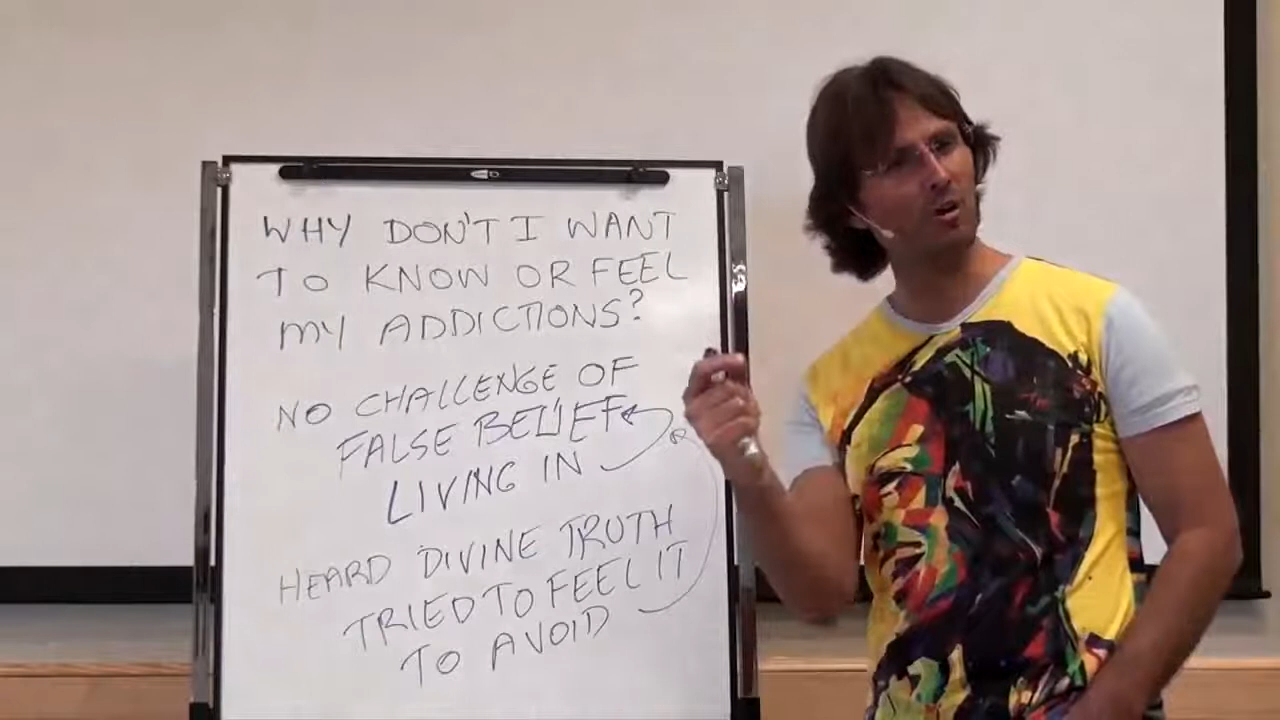 WHY DON'T I WANT
TO KNOW OR FEEL
MY ADDICTIONS?
NO CHALLENGE OF
FALSE BELIEF
LIVING IN
HEARD DIVINE TRUTH
TRIED TO FEEL IT
TO AVOID